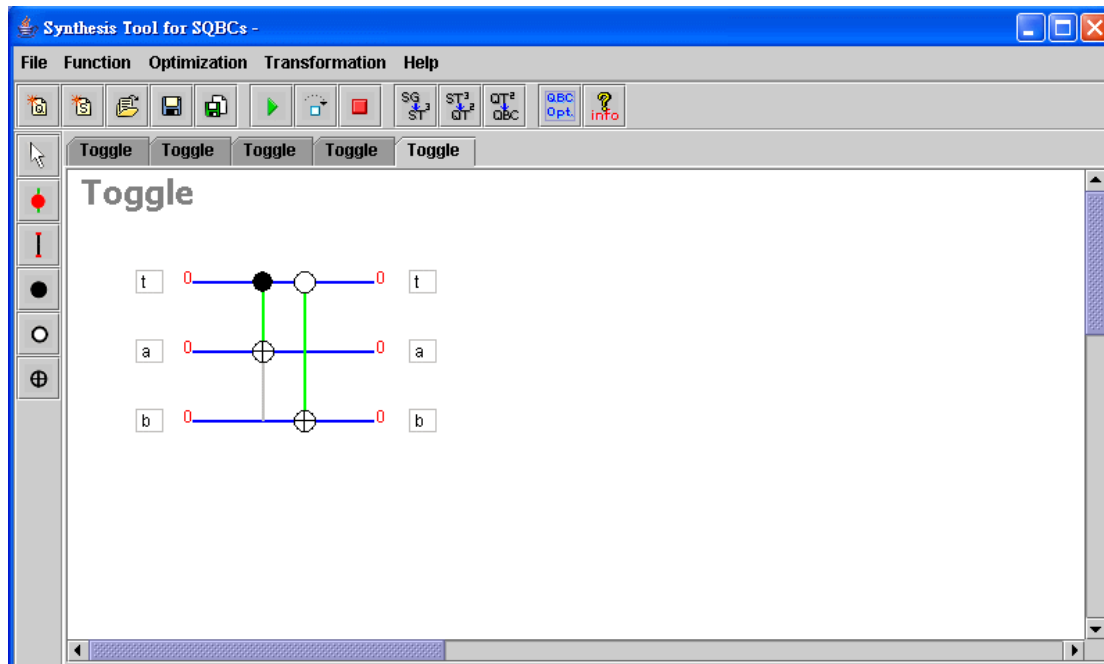 Synthesis Tool for SQBCs -
File Function Optimization Transformation Help
Q S SG ST³ ST³ QT² QT² QBC QBC Opt. ? info
Toggle Toggle Toggle Toggle Toggle
Toggle
t 0 0 t
a 0 0 a
b 0 0 b